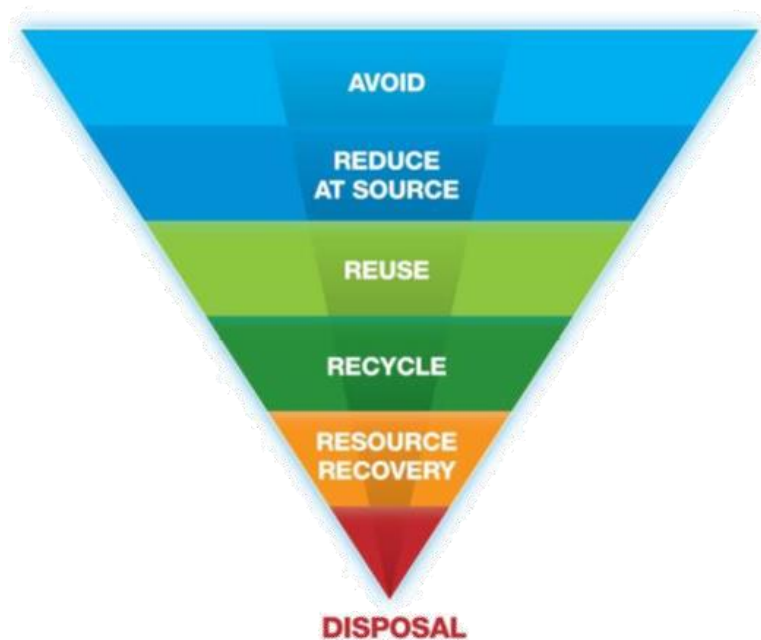 AVOID
REDUCE
AT SOURCE
REUSE
RECYCLE
RESOURCE
RECOVERY
DISPOSAL